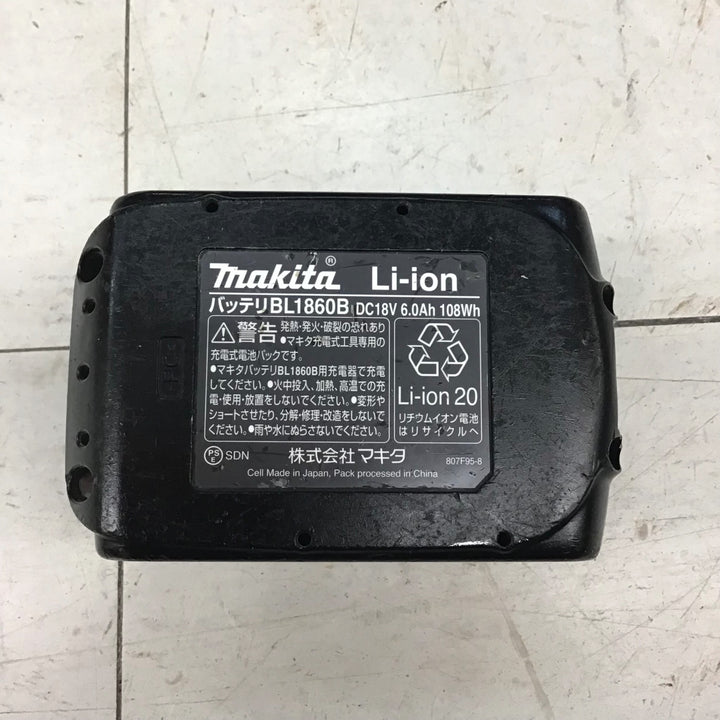 makita® Li-ion
バッテリBL1860B DC18V 6.0Ah 108Wh
警告 発熱・発火・破裂の恐れあり
●マキタ充電式工具専用の
充電式電池パックです。
●マキタバッテリBL1860B用充電器で充電
してください。●火中投入、加熱、高温での充
電・使用・放置をしないでください。●変形や
ショートさせたり、分解・修理・改造をしないで
ください。●雨や水にぬらさないでください。
Li-ion 20
リチウムイオン電池
はリサイクルへ
PSE SDN 株式会社マキタ 807F95-8
Cell Made in Japan, Pack processed in China